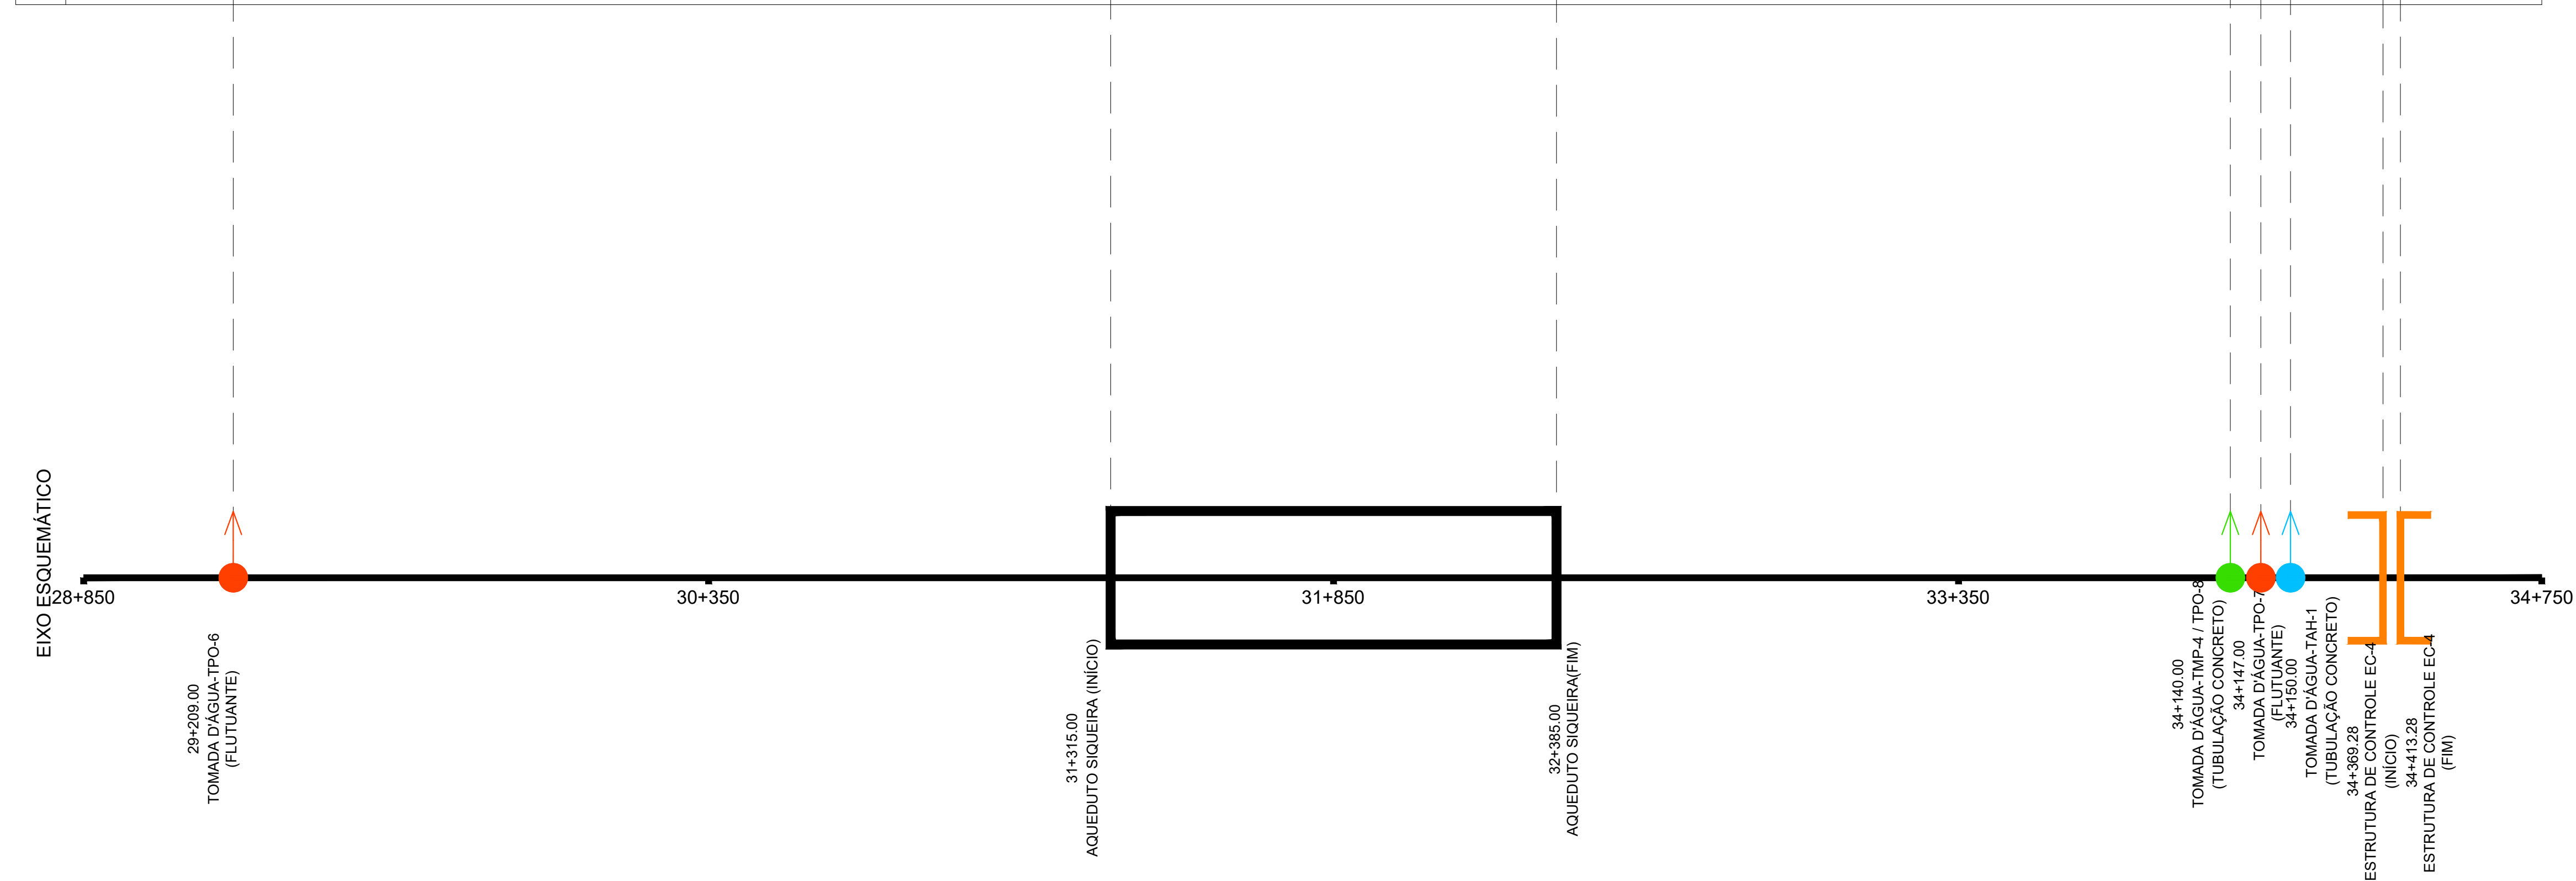 EIXO ESQUEMÁTICO
28+850
30+350
31+850
33+350
34+750
29+209.00
TOMADA D'ÁGUA-TPO-6
(FLUTUANTE)
31+315.00
AQUEDUTO SIQUEIRA (INÍCIO)
32+385.00
AQUEDUTO SIQUEIRA(FIM)
34+140.00
TOMADA D'ÁGUA-TMP-4 / TPO-8
(TUBULAÇÃO CONCRETO)
34+147.00
TOMADA D'ÁGUA-TPO-7
(FLUTUANTE)
34+150.00
TOMADA D'ÁGUA-TAH-1
(TUBULAÇÃO CONCRETO)
34+369.28
ESTRUTURA DE CONTROLE EC-4
(INÍCIO)
34+413.28
ESTRUTURA DE CONTROLE EC-4
(FIM)